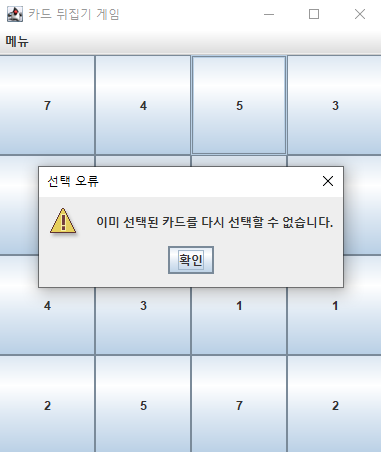 카드 뒤집기 게임
메뉴
7 4 5 3
선택 오류
이미 선택된 카드를 다시 선택할 수 없습니다.
확인
4 3 1 1
2 5 7 2